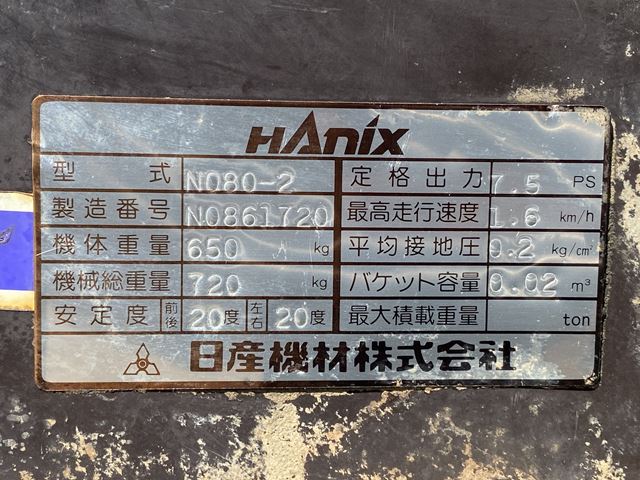 HANIX
型式 N080-2 定格出力 7.5 PS
製造番号 N0861720 最高走行速度 1.6 km/h
機体重量 650 kg 平均接地圧 0.2 kg/cm²
機械総重量 720 kg バケット容量 0.02 m³
安定度 前後 20度 左右 20度 最大積載重量 ton
日産機材株式会社